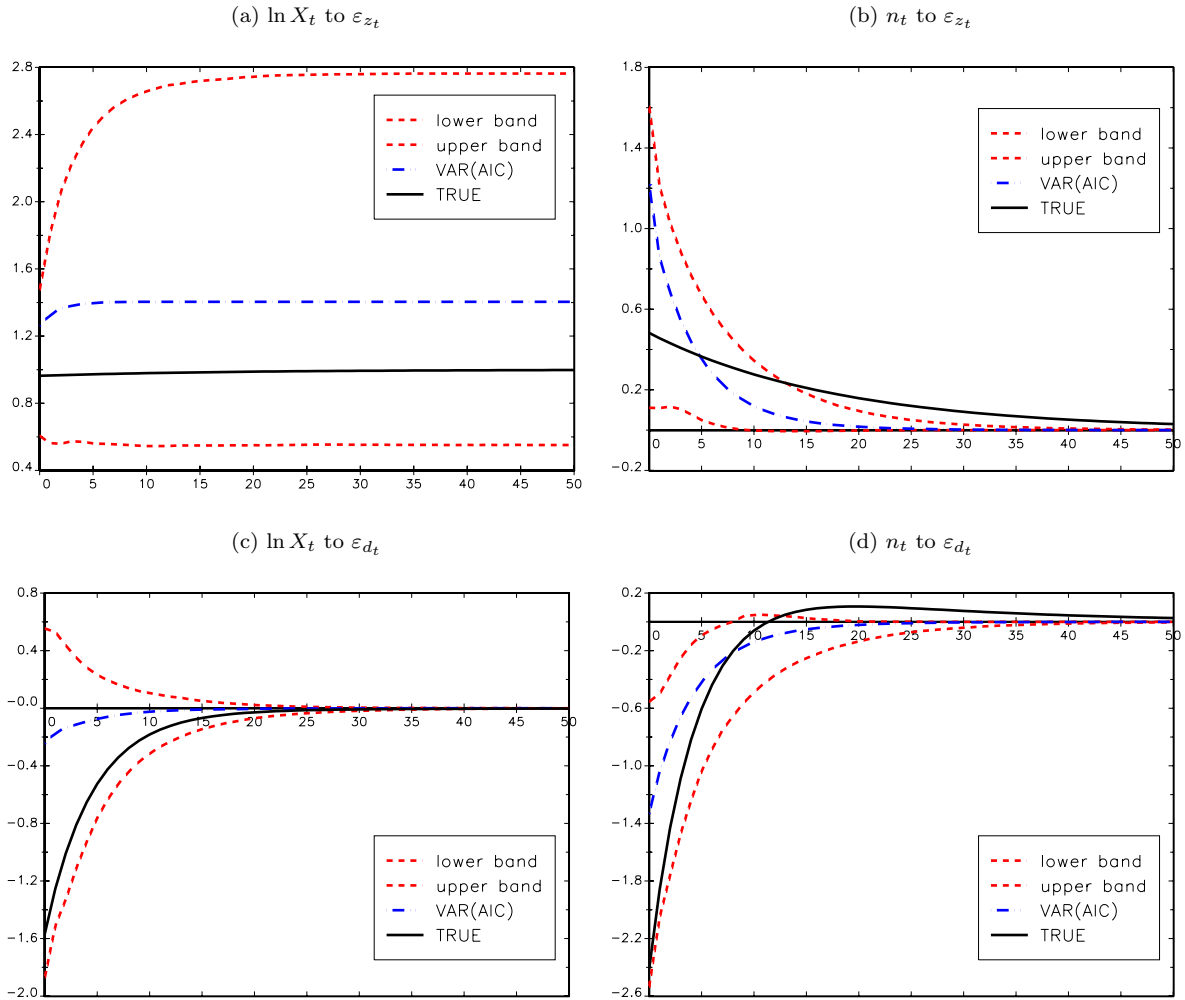 (a) ln X_t to ε_{z_t}
2.8
2.4
2.0
1.6
1.2
0.8
0.4
0 5 10 15 20 25 30 35 40 45 50
lower band
upper band
VAR(AIC)
TRUE
(b) n_t to ε_{z_t}
1.8
1.4
1.0
0.6
0.2
−0.2
0 5 10 15 20 25 30 35 40 45 50
lower band
upper band
VAR(AIC)
TRUE
(c) ln X_t to ε_{d_t}
0.8
0.4
−0.0
−0.4
−0.8
−1.2
−1.6
−2.0
0 5 10 15 20 25 30 35 40 45 50
lower band
upper band
VAR(AIC)
TRUE
(d) n_t to ε_{d_t}
0.2
−0.2
−0.6
−1.0
−1.4
−1.8
−2.2
−2.6
0 5 10 15 20 25 30 35 40 45 50
lower band
upper band
VAR(AIC)
TRUE